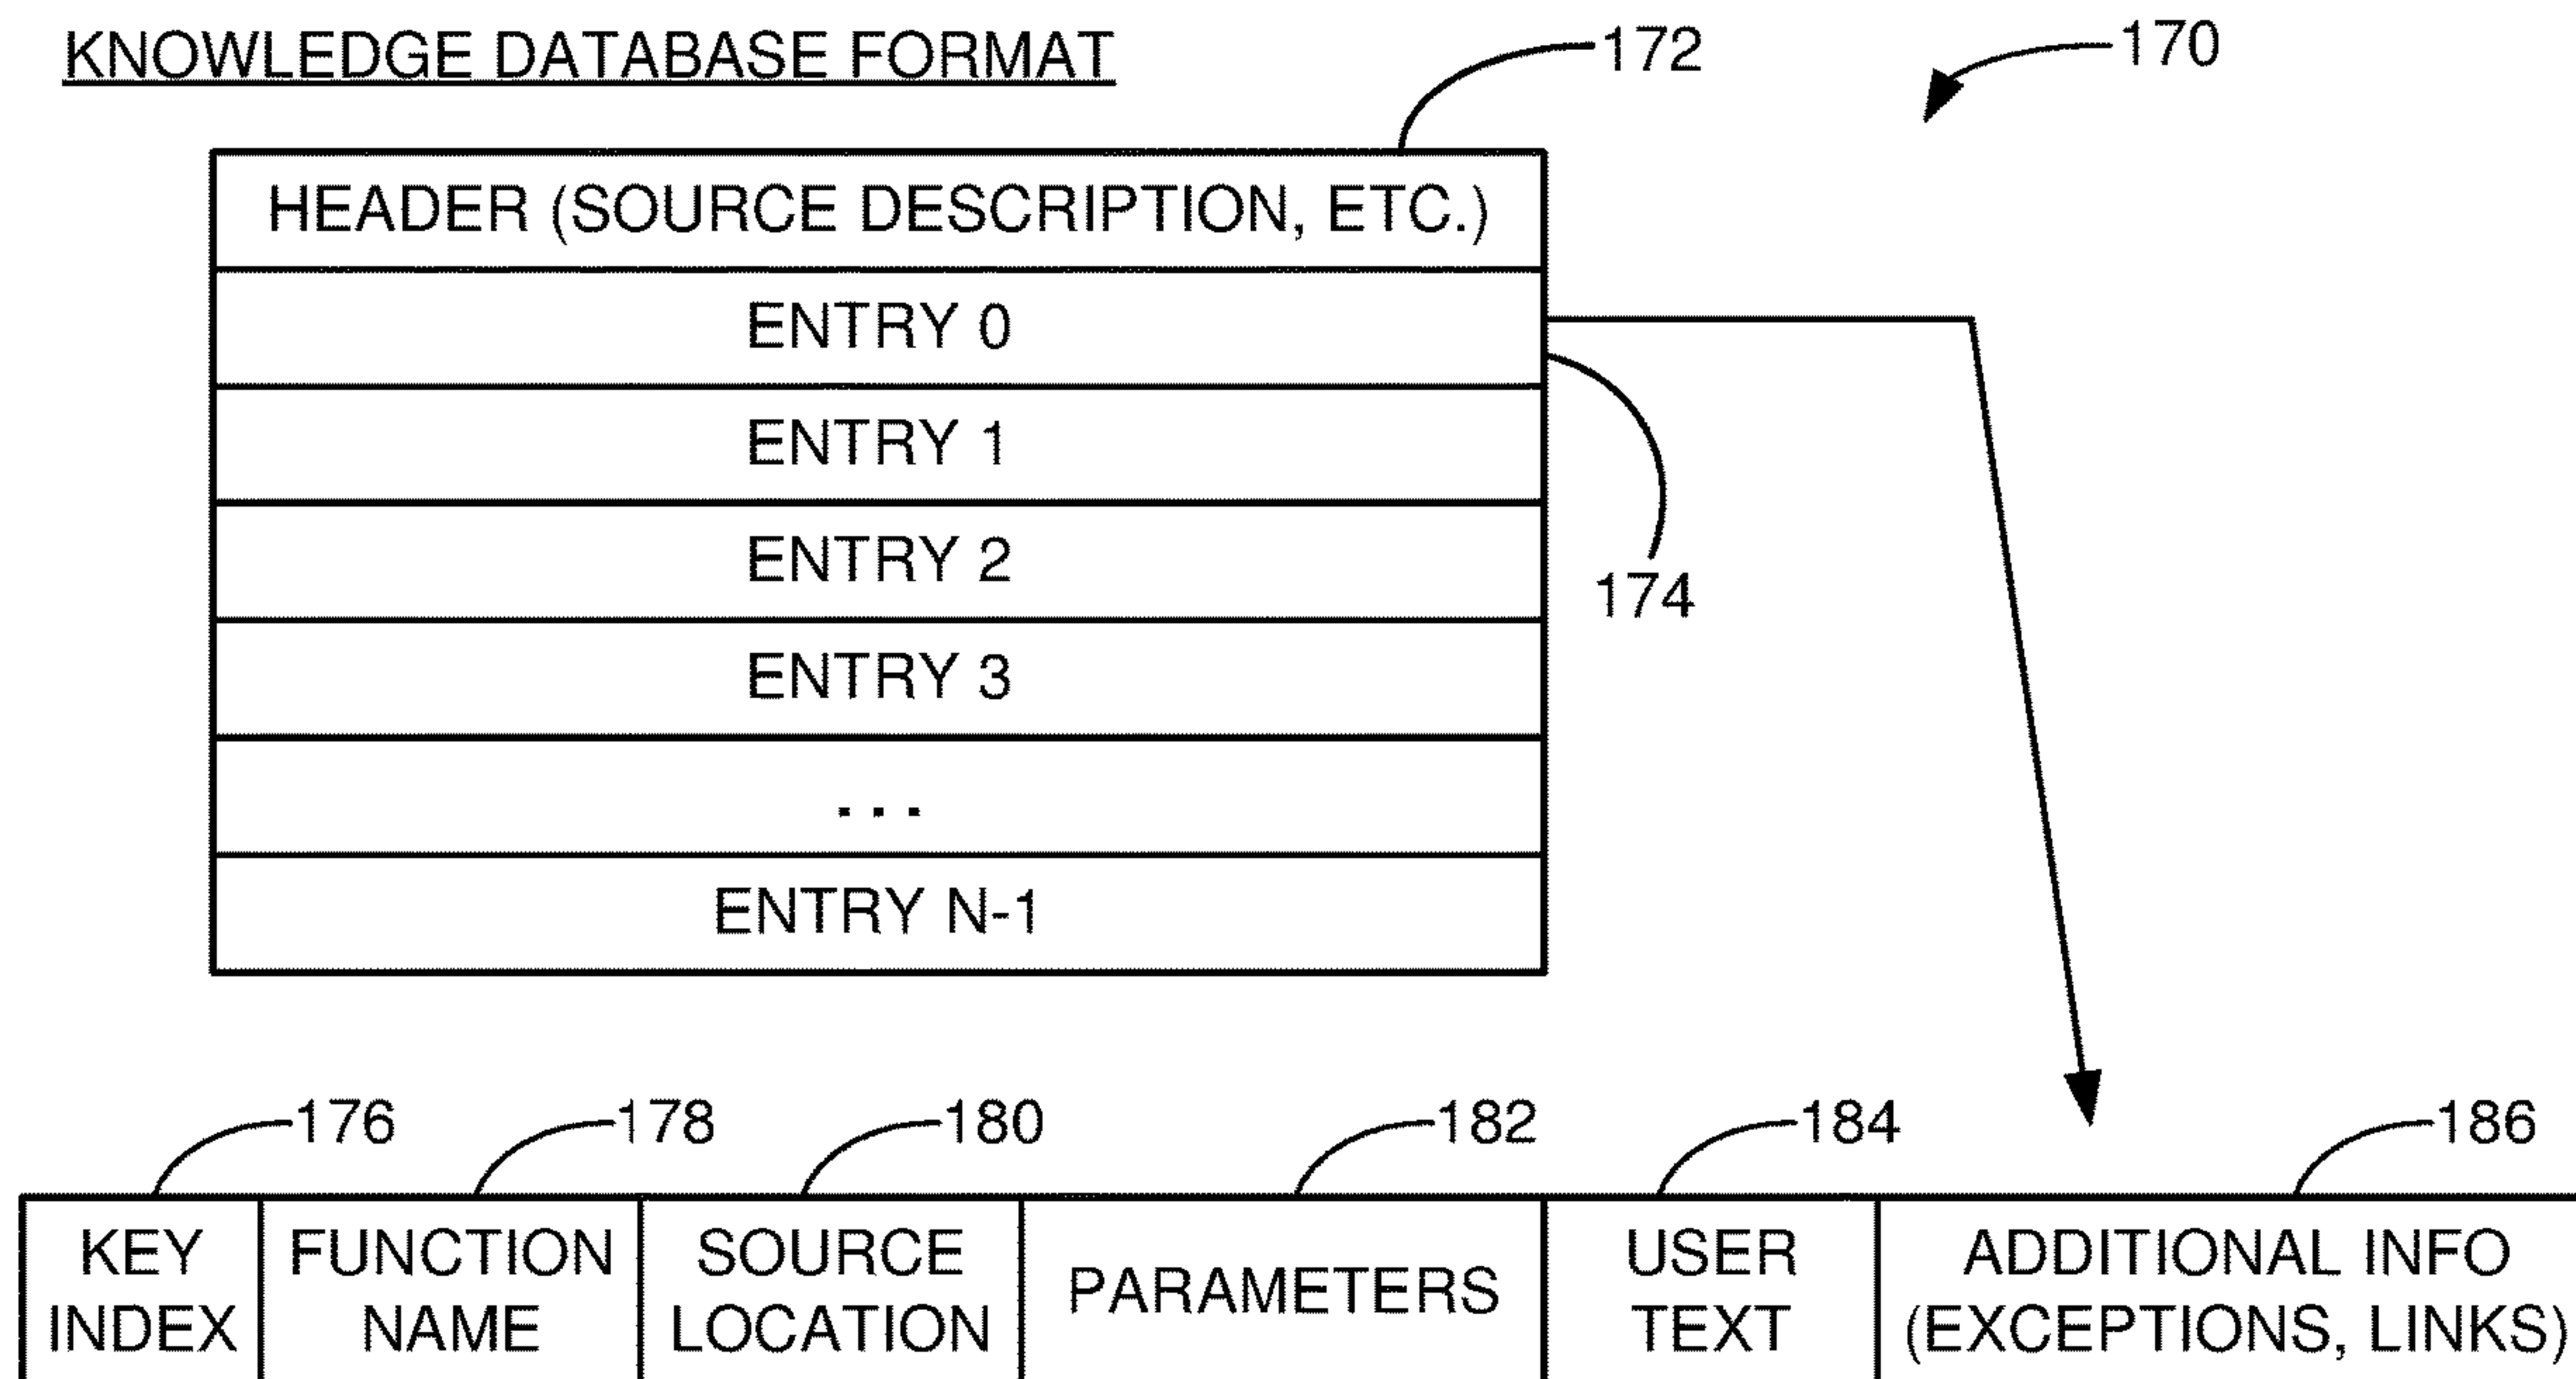 KNOWLEDGE DATABASE FORMAT
172
170
HEADER (SOURCE DESCRIPTION, ETC.)
ENTRY 0
ENTRY 1
ENTRY 2
174
ENTRY 3
...
ENTRY N-1
176
178
180
182
184
186
KEY
INDEX
FUNCTION
NAME
SOURCE
LOCATION
PARAMETERS
USER
TEXT
ADDITIONAL INFO
(EXCEPTIONS, LINKS)